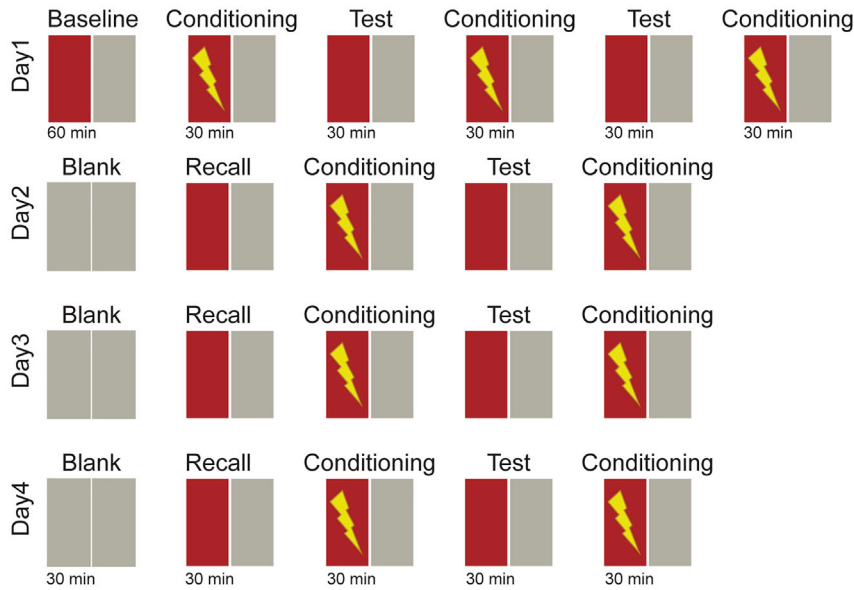 Baseline Conditioning Test Conditioning Test Conditioning
Day1
60 min 30 min 30 min 30 min 30 min 30 min
Blank Recall Conditioning Test Conditioning
Day2
Blank Recall Conditioning Test Conditioning
Day3
Blank Recall Conditioning Test Conditioning
Day4
30 min 30 min 30 min 30 min 30 min